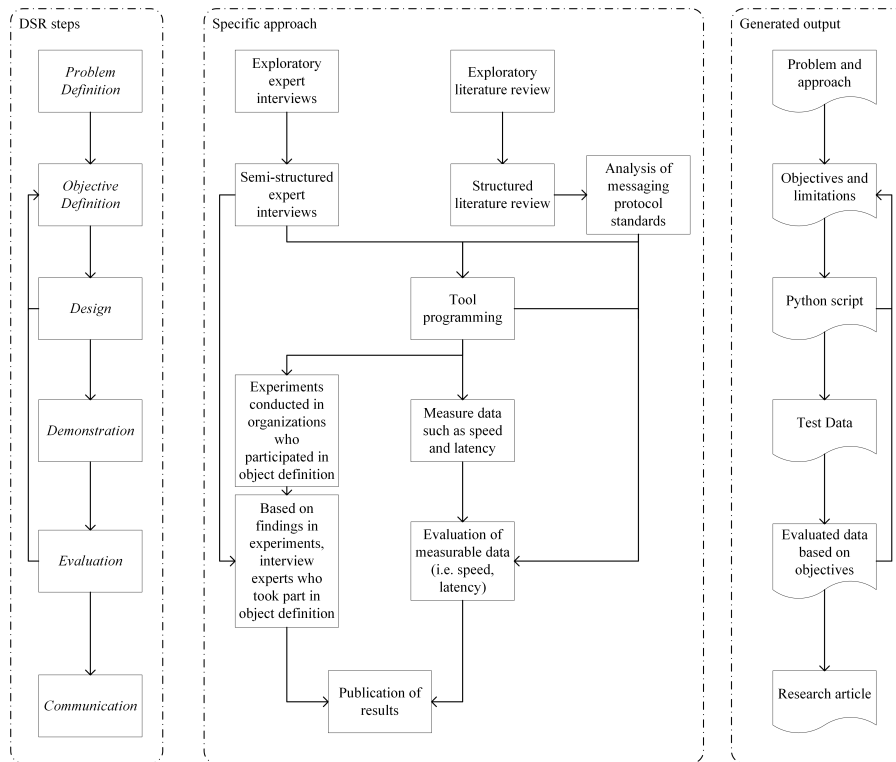 DSR steps
Problem
Definition
Objective
Definition
Design
Demonstration
Evaluation
Communication
Specific approach
Exploratory
expert
interviews
Exploratory
literature review
Semi-structured
expert
interviews
Structured
literature review
Analysis of
messaging
protocol
standards
Tool
programming
Experiments
conducted in
organizations
who
participated in
object definition
Measure data
such as speed
and latency
Based on
findings in
experiments,
interview
experts who
took part in
object definition
Evaluation of
measurable data
(i.e. speed,
latency)
Publication of
results
Generated output
Problem and
approach
Objectives and
limitations
Python script
Test Data
Evaluated data
based on
objectives
Research article